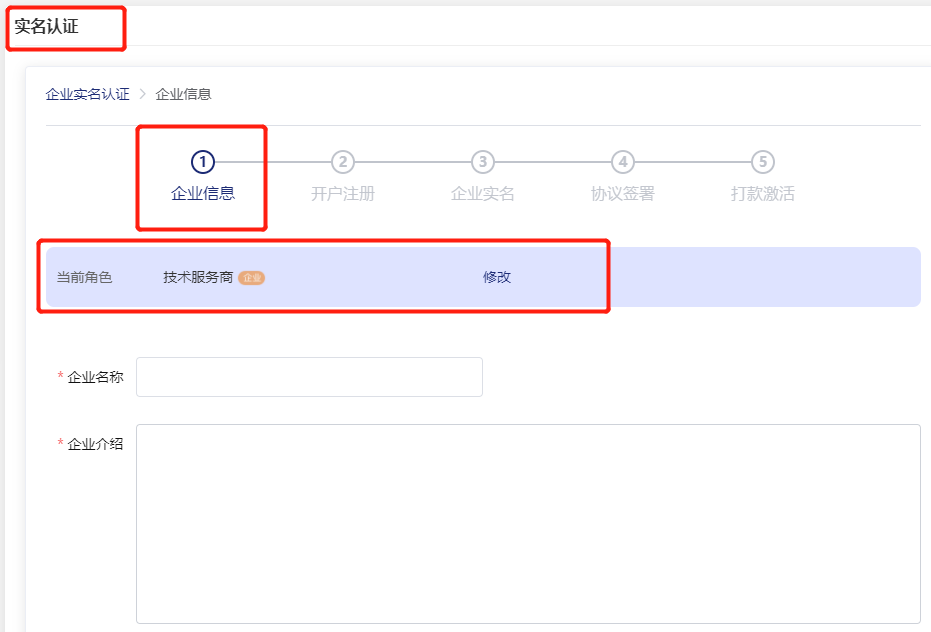 实名认证
企业实名认证 > 企业信息
1 2 3 4 5
企业信息 开户注册 企业实名 协议签署 打款激活
当前角色 技术服务商 企业 修改
* 企业名称
* 企业介绍